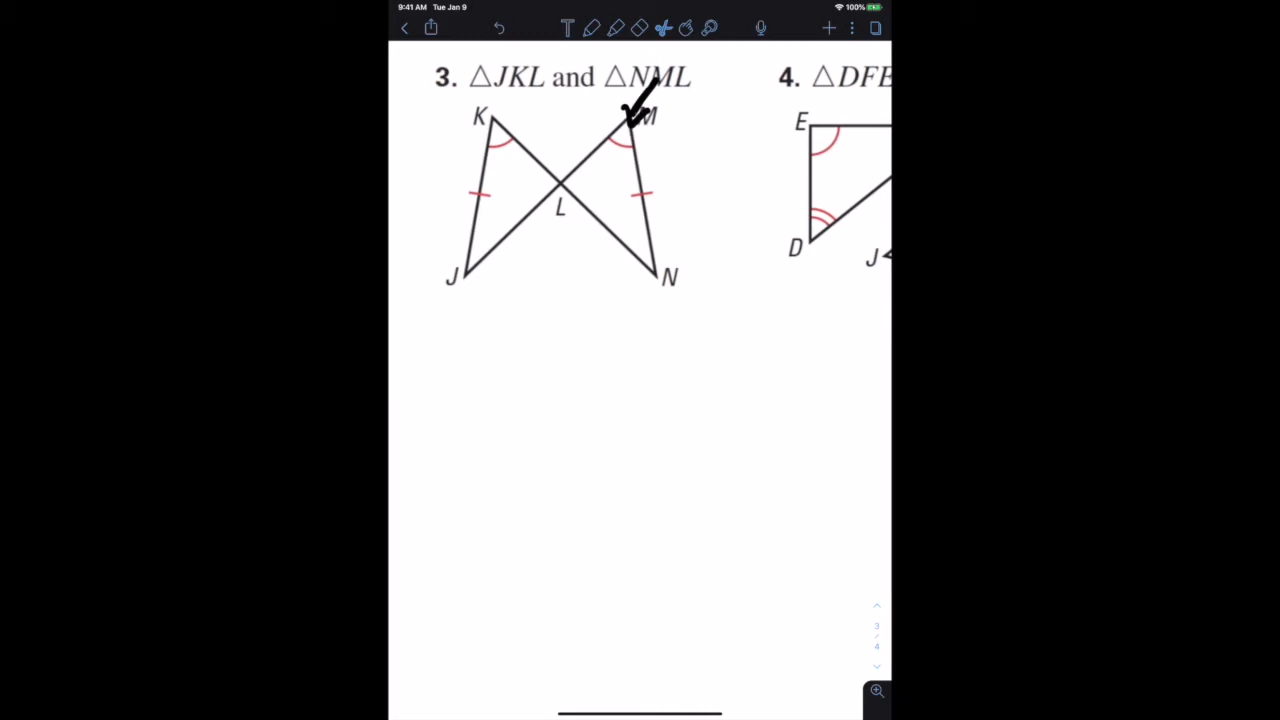 9:41 AM Tue Jan 9
100%
3. △JKL and △NML
4. △DFE
K
M
E
L
D
J
N
J
3
/
4